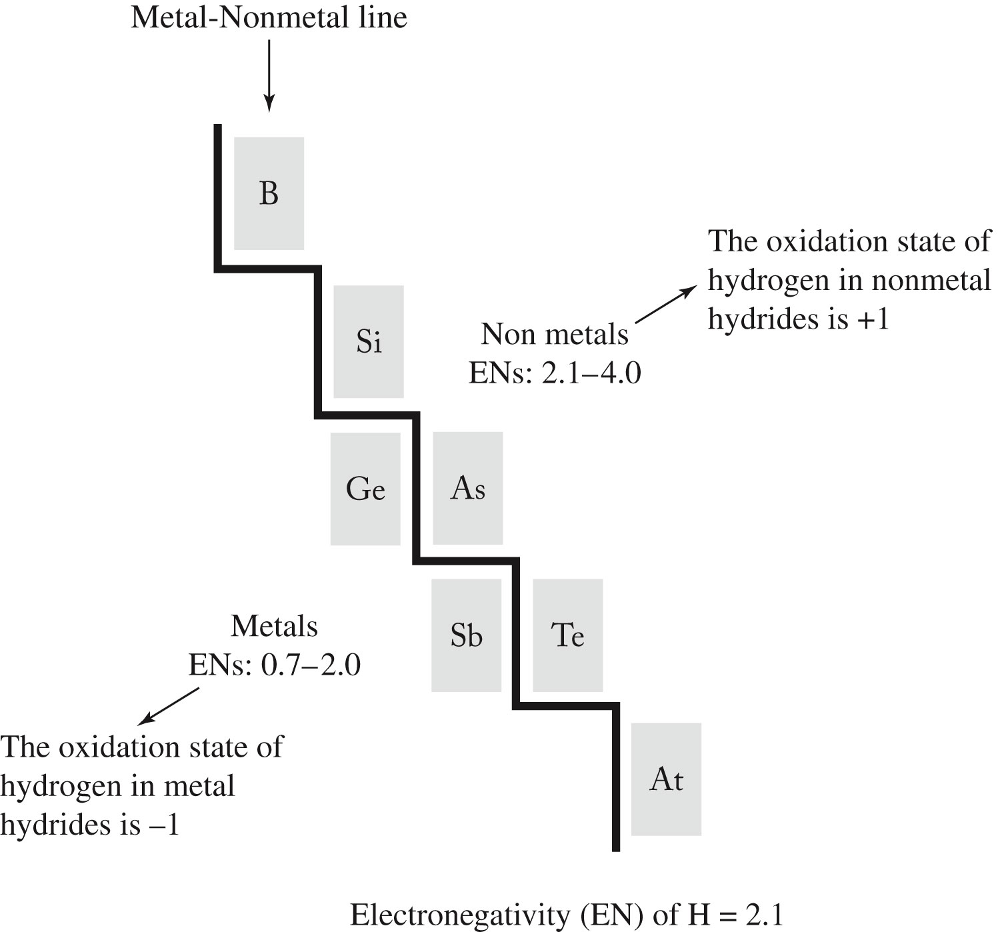 Metal-Nonmetal line
B
The oxidation state of
hydrogen in nonmetal
hydrides is +1
Si
Non metals
ENs: 2.1–4.0
Ge
As
Metals
ENs: 0.7–2.0
Sb
Te
The oxidation state of
hydrogen in metal
hydrides is –1
At
Electronegativity (EN) of H = 2.1